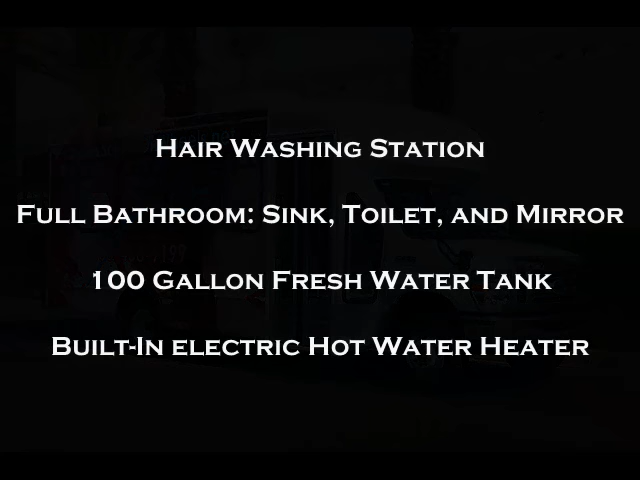 Hair Washing Station
Full Bathroom: Sink, Toilet, and Mirror
100 Gallon Fresh Water Tank
Built-In electric Hot Water Heater